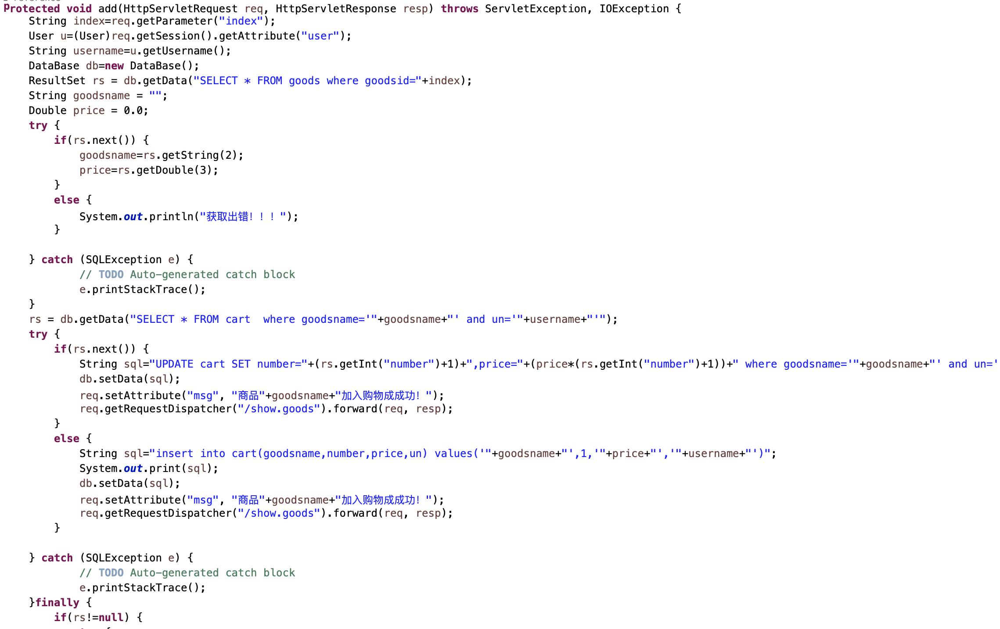 protected void add(HttpServletRequest req, HttpServletResponse resp) throws ServletException, IOException {
String index=req.getParameter("index");
User u=(User)req.getSession().getAttribute("user");
String username=u.getUsername();
DataBase db=new DataBase();
ResultSet rs = db.getData("SELECT * FROM goods where goodsid="+index);
String goodsname = "";
Double price = 0.0;
try {
if(rs.next()) {
goodsname=rs.getString(2);
price=rs.getDouble(3);
}
else {
System.out.println("获取出错！！！");
}
} catch (SQLException e) {
// TODO Auto-generated catch block
e.printStackTrace();
}
rs = db.getData("SELECT * FROM cart  where goodsname='"+goodsname+"' and un='"+username+"'");
try {
if(rs.next()) {
String sql="UPDATE cart SET number="+(rs.getInt("number")+1)+",price="+(price*(rs.getInt("number")+1))+" where goodsname='"+goodsname+"' and un='
db.setData(sql);
req.setAttribute("msg", "商品"+goodsname+"加入购物成成功！");
req.getRequestDispatcher("/show.goods").forward(req, resp);
}
else {
String sql="insert into cart(goodsname,number,price,un) values('"+goodsname+"',1,'"+price+"','"+username+"')";
System.out.print(sql);
db.setData(sql);
req.setAttribute("msg", "商品"+goodsname+"加入购物成成功！");
req.getRequestDispatcher("/show.goods").forward(req, resp);
}
} catch (SQLException e) {
// TODO Auto-generated catch block
e.printStackTrace();
}finally {
if(rs!=null) {